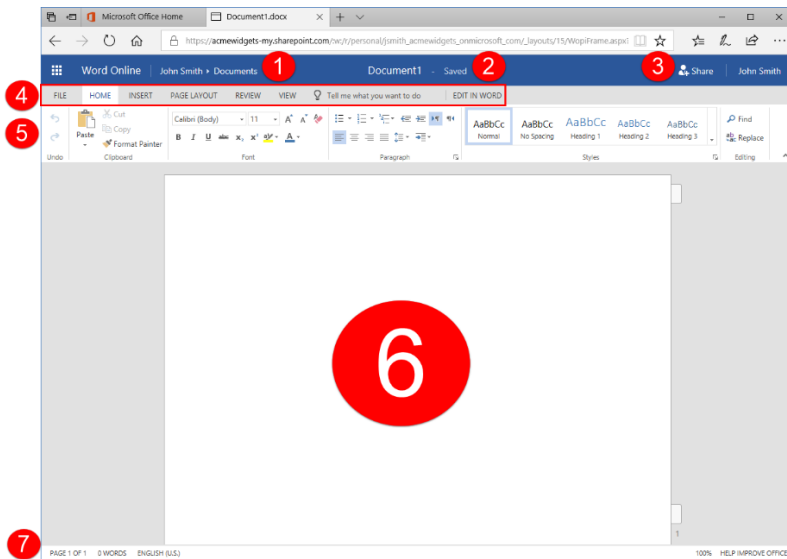 Microsoft Office Home Document1.docx
https://acmewidgets-my.sharepoint.com/:w:/r/personal/jsmith_acmewidgets_onmicrosoft_com/_layouts/15/WopiFrame.aspx?
Word Online John Smith Documents 1 Document1 - Saved 2 3 Share John Smith
4 FILE HOME INSERT PAGE LAYOUT REVIEW VIEW Tell me what you want to do EDIT IN WORD
5 Paste Cut Copy Format Painter
Calibri (Body) 11
B I U abc x₂ x² A
AaBbCc AaBbCc AaBbCc AaBbCc AaBbCc
Normal No Spacing Heading 1 Heading 2 Heading 3
Find
Replace
Undo Clipboard Font Paragraph Styles Editing
6
1
7 PAGE 1 OF 1 0 WORDS ENGLISH (U.S.) 100% HELP IMPROVE OFFICE